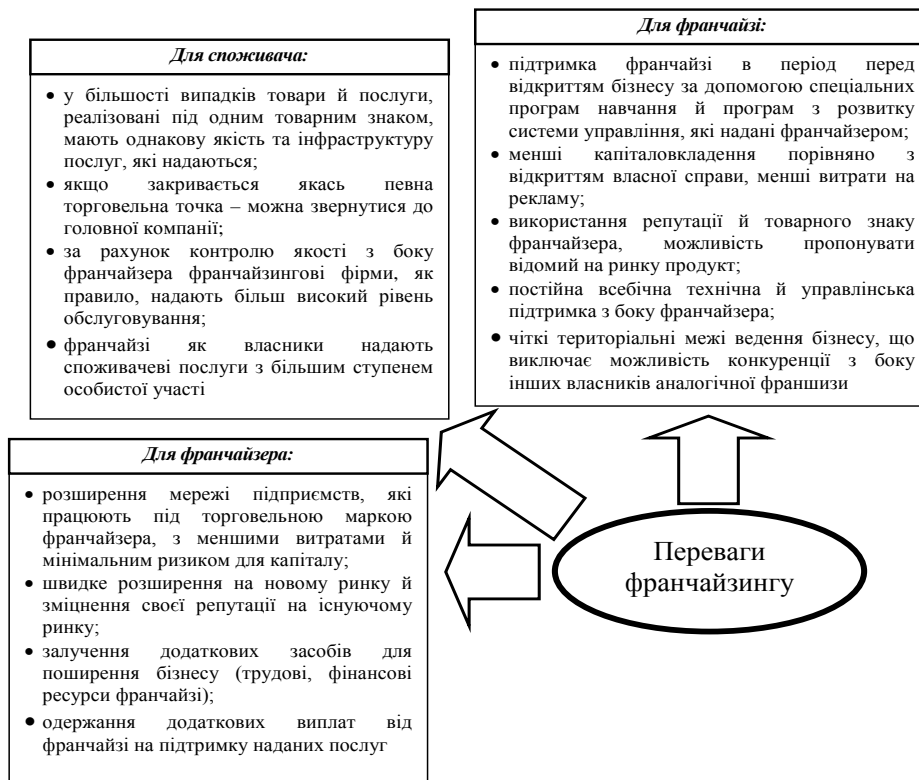 Для споживача:
• у більшості випадків товари й послуги,
реалізовані під одним товарним знаком,
мають однакову якість та інфраструктуру
послуг, які надаються;
• якщо закривається якась певна
торговельна точка – можна звернутися до
головної компанії;
• за рахунок контролю якості з боку
франчайзера франчайзингові фірми, як
правило, надають більш високий рівень
обслуговування;
• франчайзі як власники надають
споживачеві послуги з більшим ступенем
особистої участі
Для франчайзі:
• підтримка франчайзі в період перед
відкриттям бізнесу за допомогою спеціальних
програм навчання й програм з розвитку
системи управління, які надані франчайзером;
• менші капіталовкладення порівняно з
відкриттям власної справи, менші витрати на
рекламу;
• використання репутації й товарного знаку
франчайзера, можливість пропонувати
відомий на ринку продукт;
• постійна всебічна технічна й управлінська
підтримка з боку франчайзера;
• чіткі територіальні межі ведення бізнесу, що
виключає можливість конкуренції з боку
інших власників аналогічної франшизи
Для франчайзера:
• розширення мережі підприємств, які
працюють під торговельною маркою
франчайзера, з меншими витратами й
мінімальним ризиком для капіталу;
• швидке розширення на новому ринку й
зміцнення своєї репутації на існуючому
ринку;
• залучення додаткових засобів для
поширення бізнесу (трудові, фінансові
ресурси франчайзі);
• одержання додаткових виплат від
франчайзі на підтримку наданих послуг
Переваги
франчайзингу